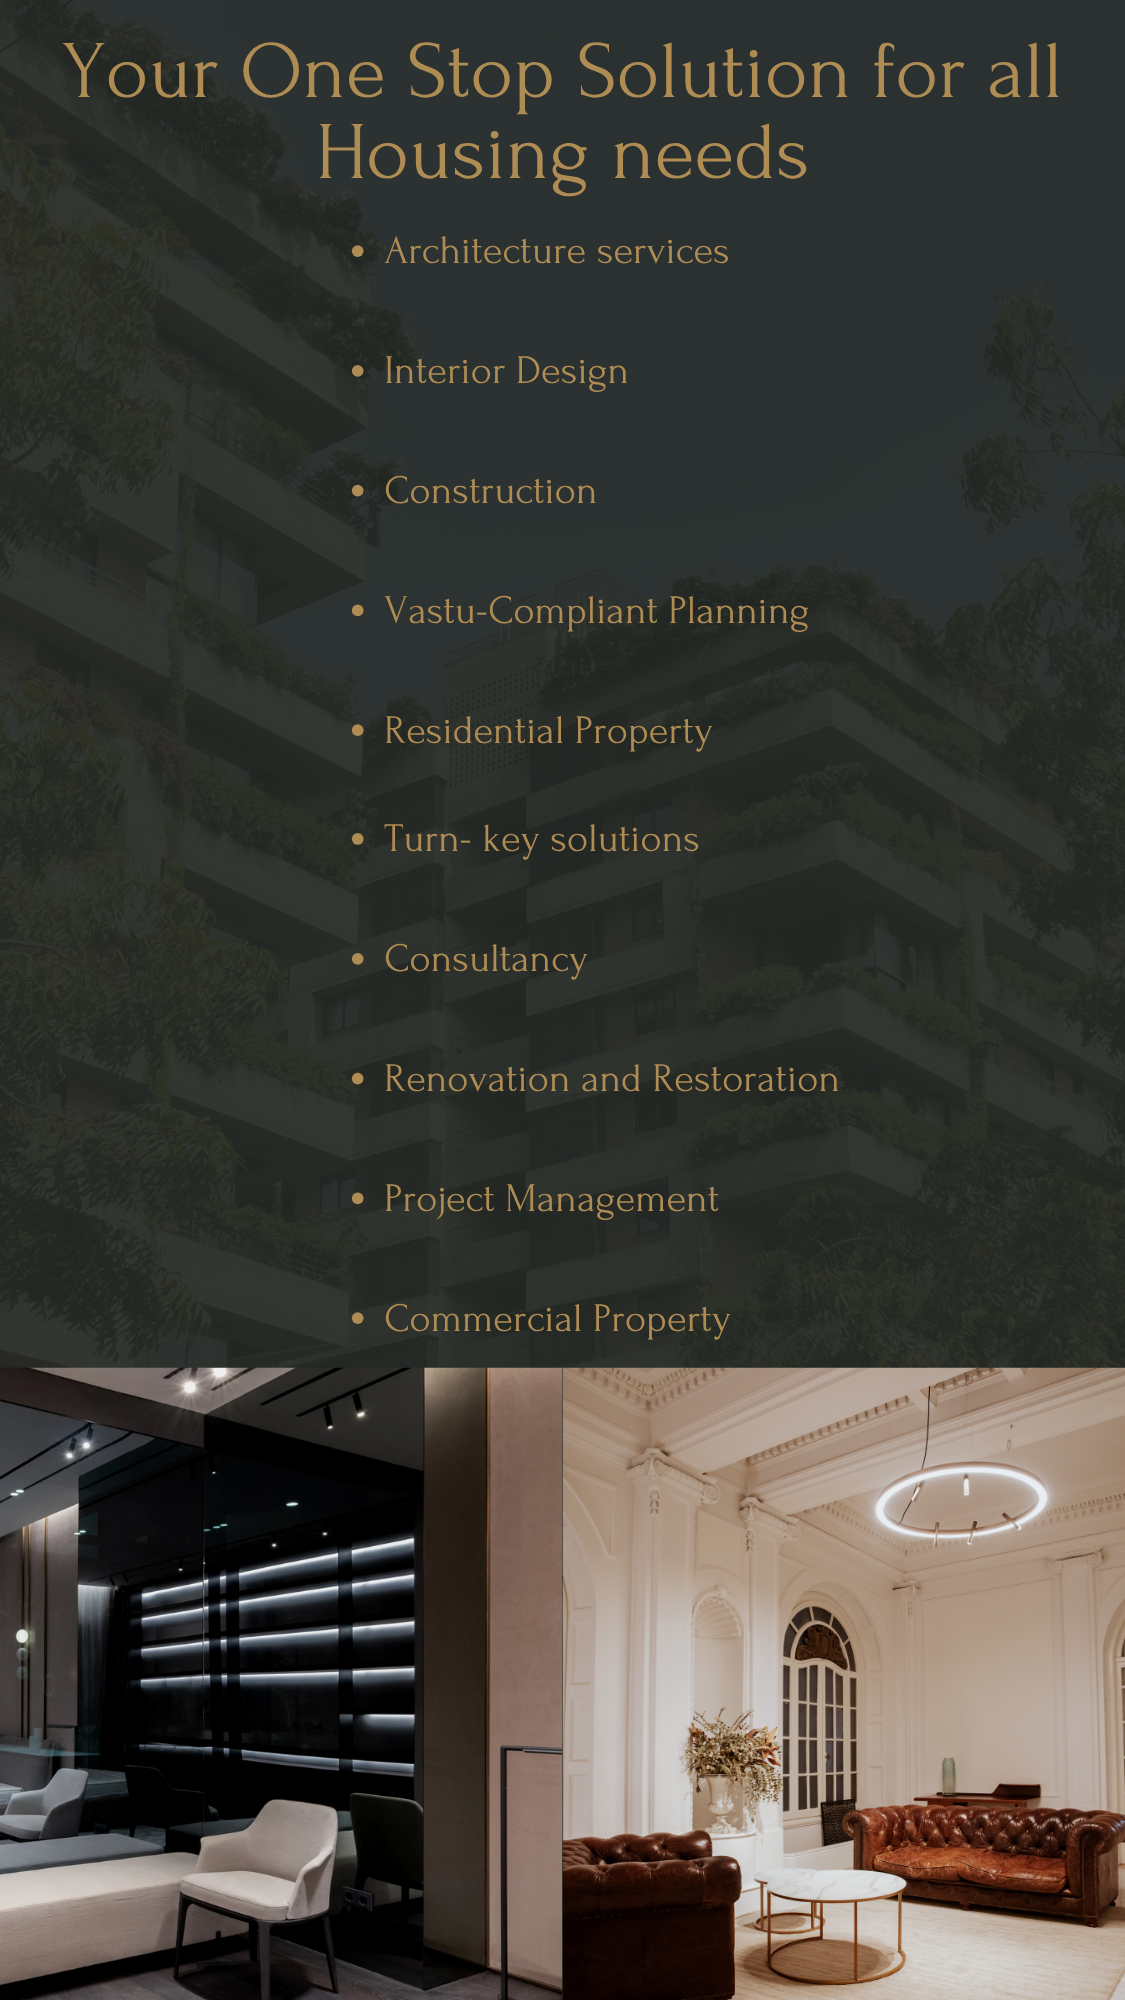 Your One Stop Solution for all
Housing needs
• Architecture services
• Interior Design
• Construction
• Vastu-Compliant Planning
• Residential Property
• Turn- key solutions
• Consultancy
• Renovation and Restoration
• Project Management
• Commercial Property